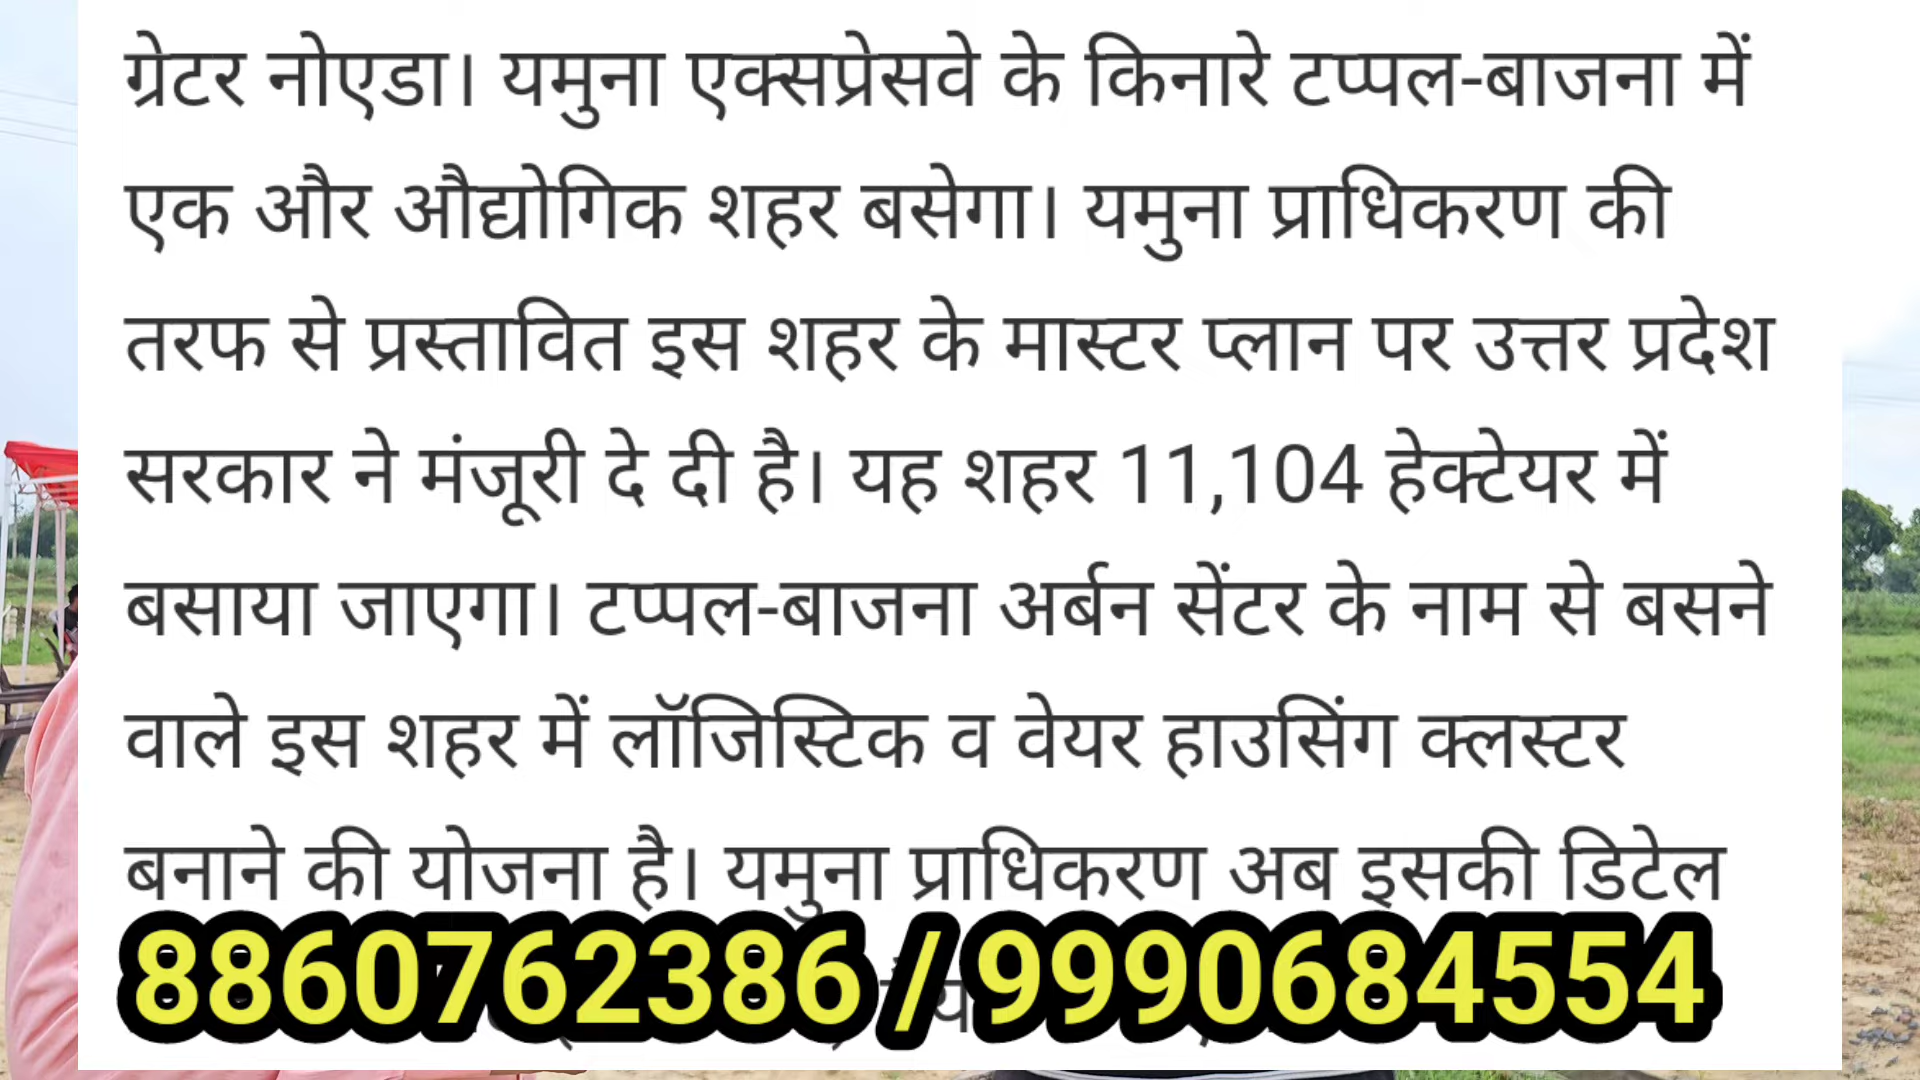 ग्रेटर नोएडा। यमुना एक्सप्रेसवे के किनारे टप्पल-बाजना में
एक और औद्योगिक शहर बसेगा। यमुना प्राधिकरण की
तरफ से प्रस्तावित इस शहर के मास्टर प्लान पर उत्तर प्रदेश
सरकार ने मंजूरी दे दी है। यह शहर 11,104 हेक्टेयर में
बसाया जाएगा। टप्पल-बाजना अर्बन सेंटर के नाम से बसने
वाले इस शहर में लॉजिस्टिक व वेयर हाउसिंग क्लस्टर
बनाने की योजना है। यमुना प्राधिकरण अब इसकी डिटेल
8860762386 / 9990684554